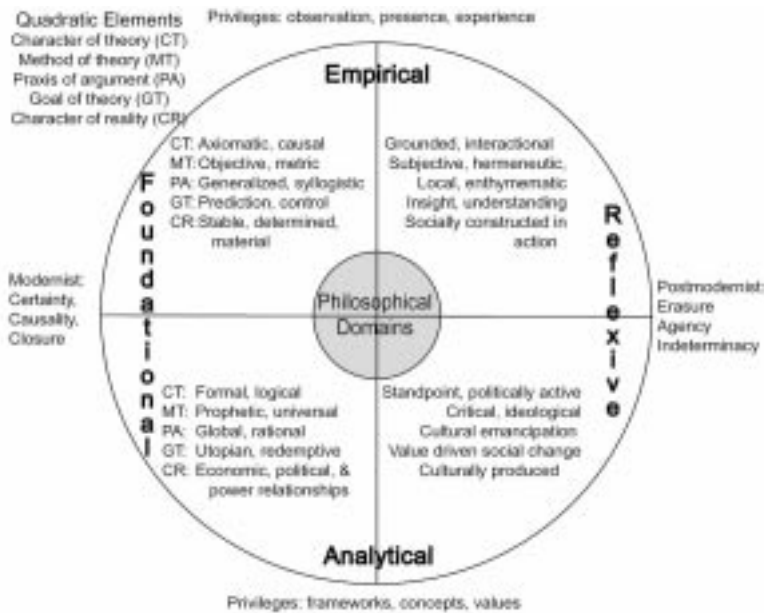 Quadratic Elements
Character of theory (CT)
Method of theory (MT)
Praxis of argument (PA)
Goal of theory (GT)
Character of reality (CR)
Privileges: observation, presence, experience
Empirical
CT: Axiomatic, causal
MT: Objective, metric
PA: Generalized, syllogistic
GT: Prediction, control
CR: Stable, determined,
material
Grounded, interactional
Subjective, hermeneutic,
Local, enthymematic
Insight, understanding
Socially constructed in
action
Foundational
Reflexive
Modernist:
Certainty,
Causality,
Closure
Philosophical
Domains
Postmodernist:
Erasure
Agency
Indeterminacy
CT: Formal, logical
MT: Prophetic, universal
PA: Global, rational
GT: Utopian, redemptive
CR: Economic, political, &
power relationships
Standpoint, politically active
Critical, ideological
Cultural emancipation
Value driven social change
Culturally produced
Analytical
Privileges: frameworks, concepts, values